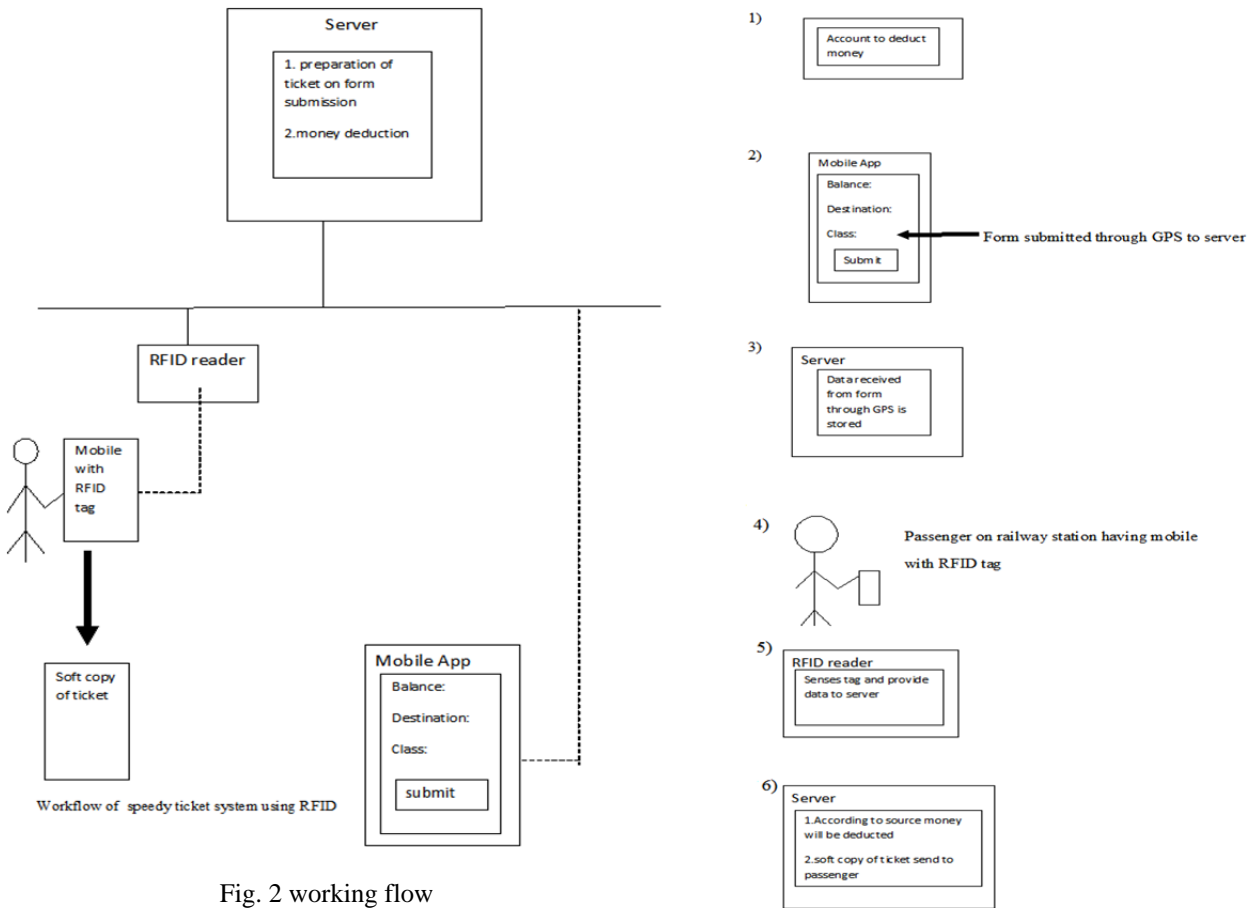 Server
1. preparation of
ticket on form
submission
2.money deduction
RFID reader
Mobile
with
RFID
tag
Soft copy
of ticket
Mobile App
Balance:
Destination:
Class:
submit
Workflow of speedy ticket system using RFID
Fig. 2 working flow
1)
Account to deduct
money
2)
Mobile App
Balance:
Destination:
Class:
Submit
Form submitted through GPS to server
3)
Server
Data received
from form
through GPS is
stored
4)
Passenger on railway station having mobile
with RFID tag
5)
RFID reader
Senses tag and provide
data to server
6)
Server
1.According to source money
will be deducted
2.soft copy of ticket send to
passenger